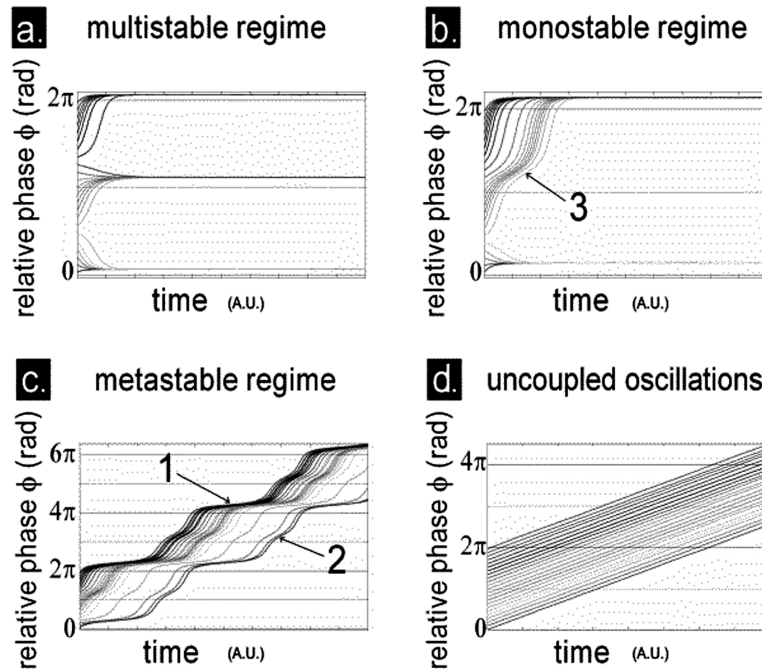 a. multistable regime
relative phase ϕ (rad)
2π
0
time (A.U.)
b. monostable regime
relative phase ϕ (rad)
2π
0
3
time (A.U.)
c. metastable regime
relative phase ϕ (rad)
6π
4π
2π
0
1
2
time (A.U.)
d. uncoupled oscillations
relative phase ϕ (rad)
4π
2π
0
time (A.U.)